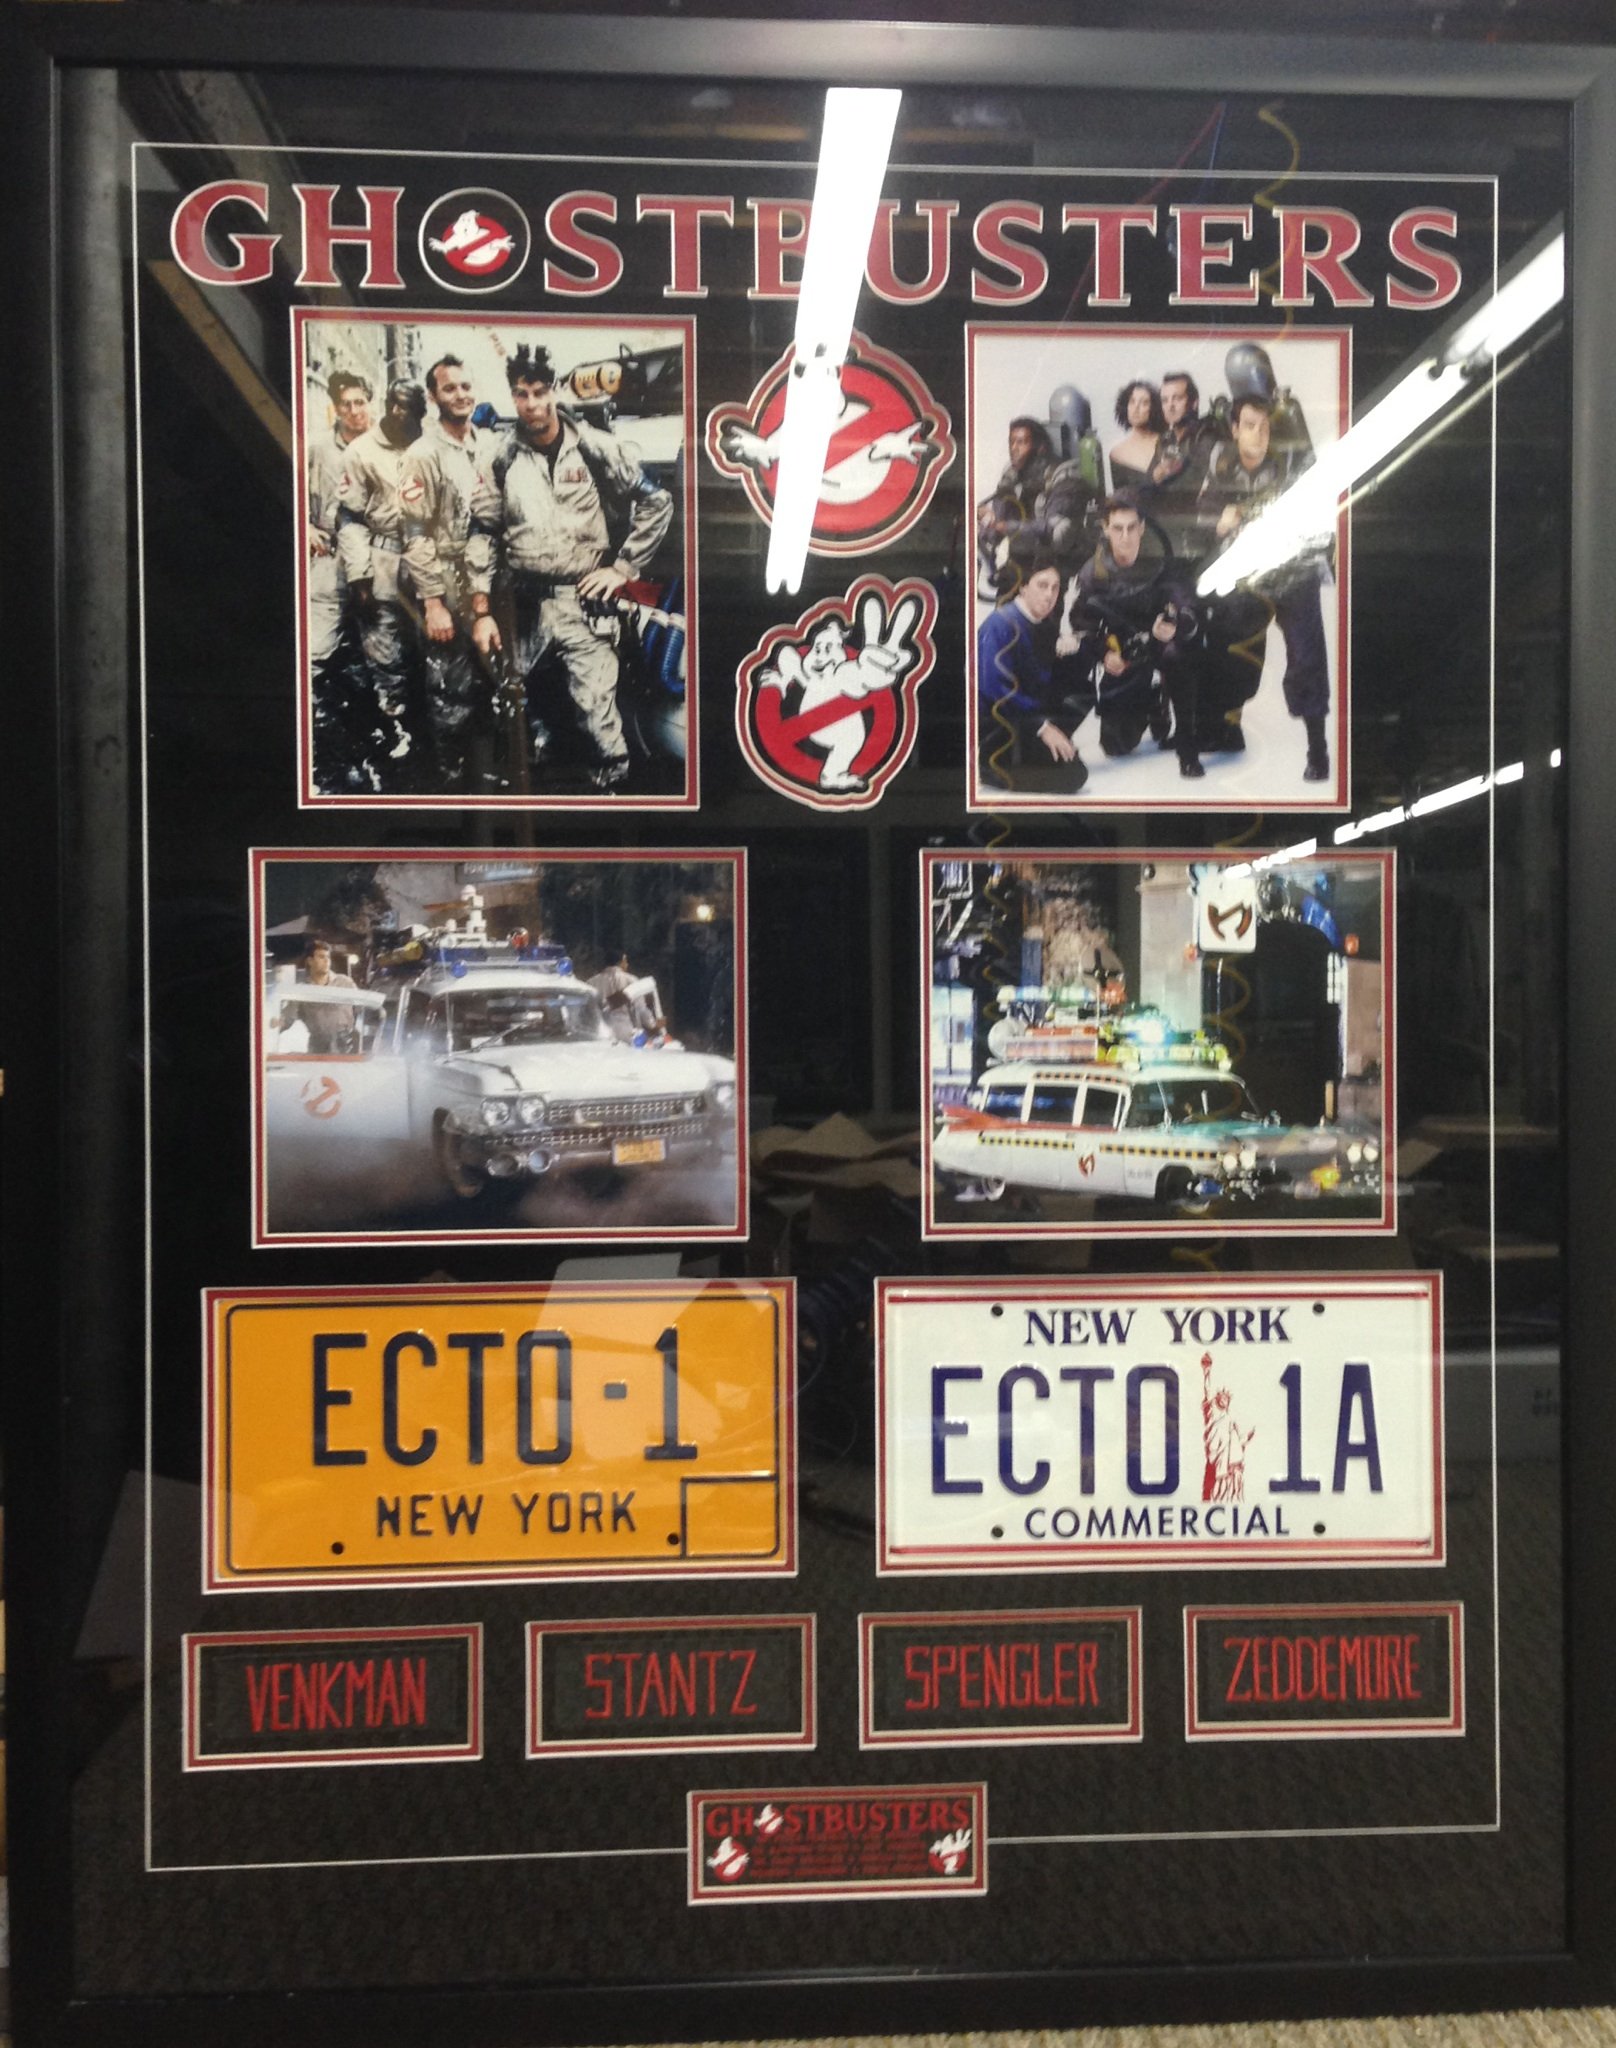 GHOSTBUSTERS
ECTO-1
NEW YORK
NEW YORK
ECTO 1A
COMMERCIAL
VENKMAN
STANTZ
SPENGLER
ZEDDEMORE
GHOSTBUSTERS